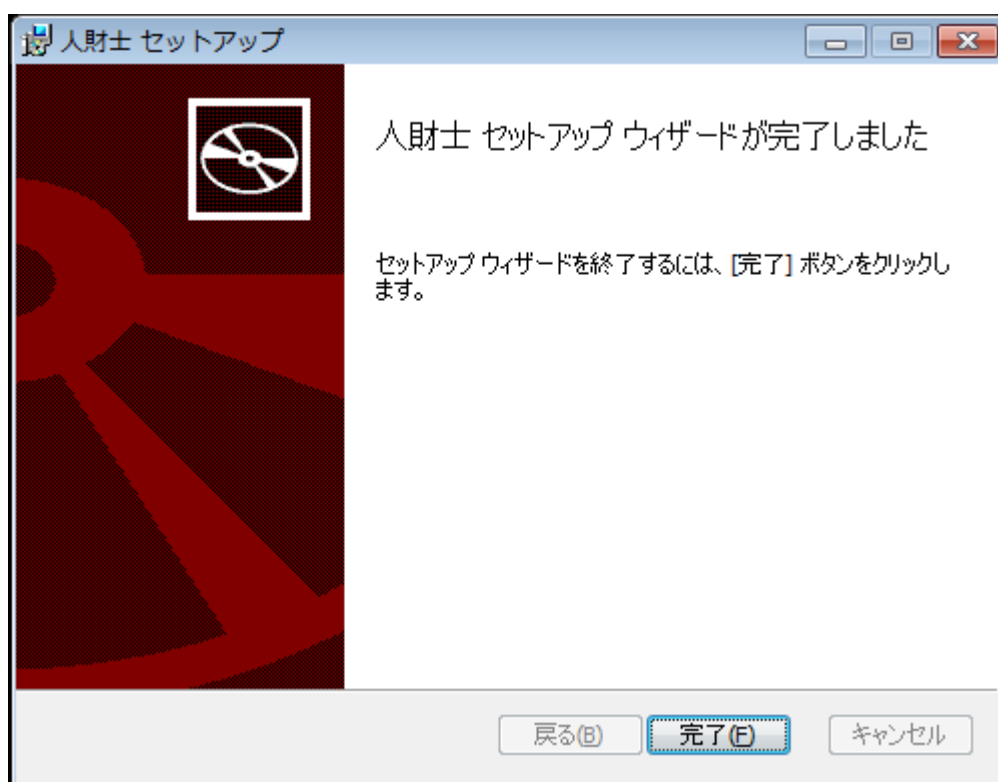 人財士 セットアップ
人財士 セットアップ ウィザードが完了しました
セットアップ ウィザードを終了するには、[完了] ボタンをクリックし
ます。
戻る(B) 完了(F) キャンセル